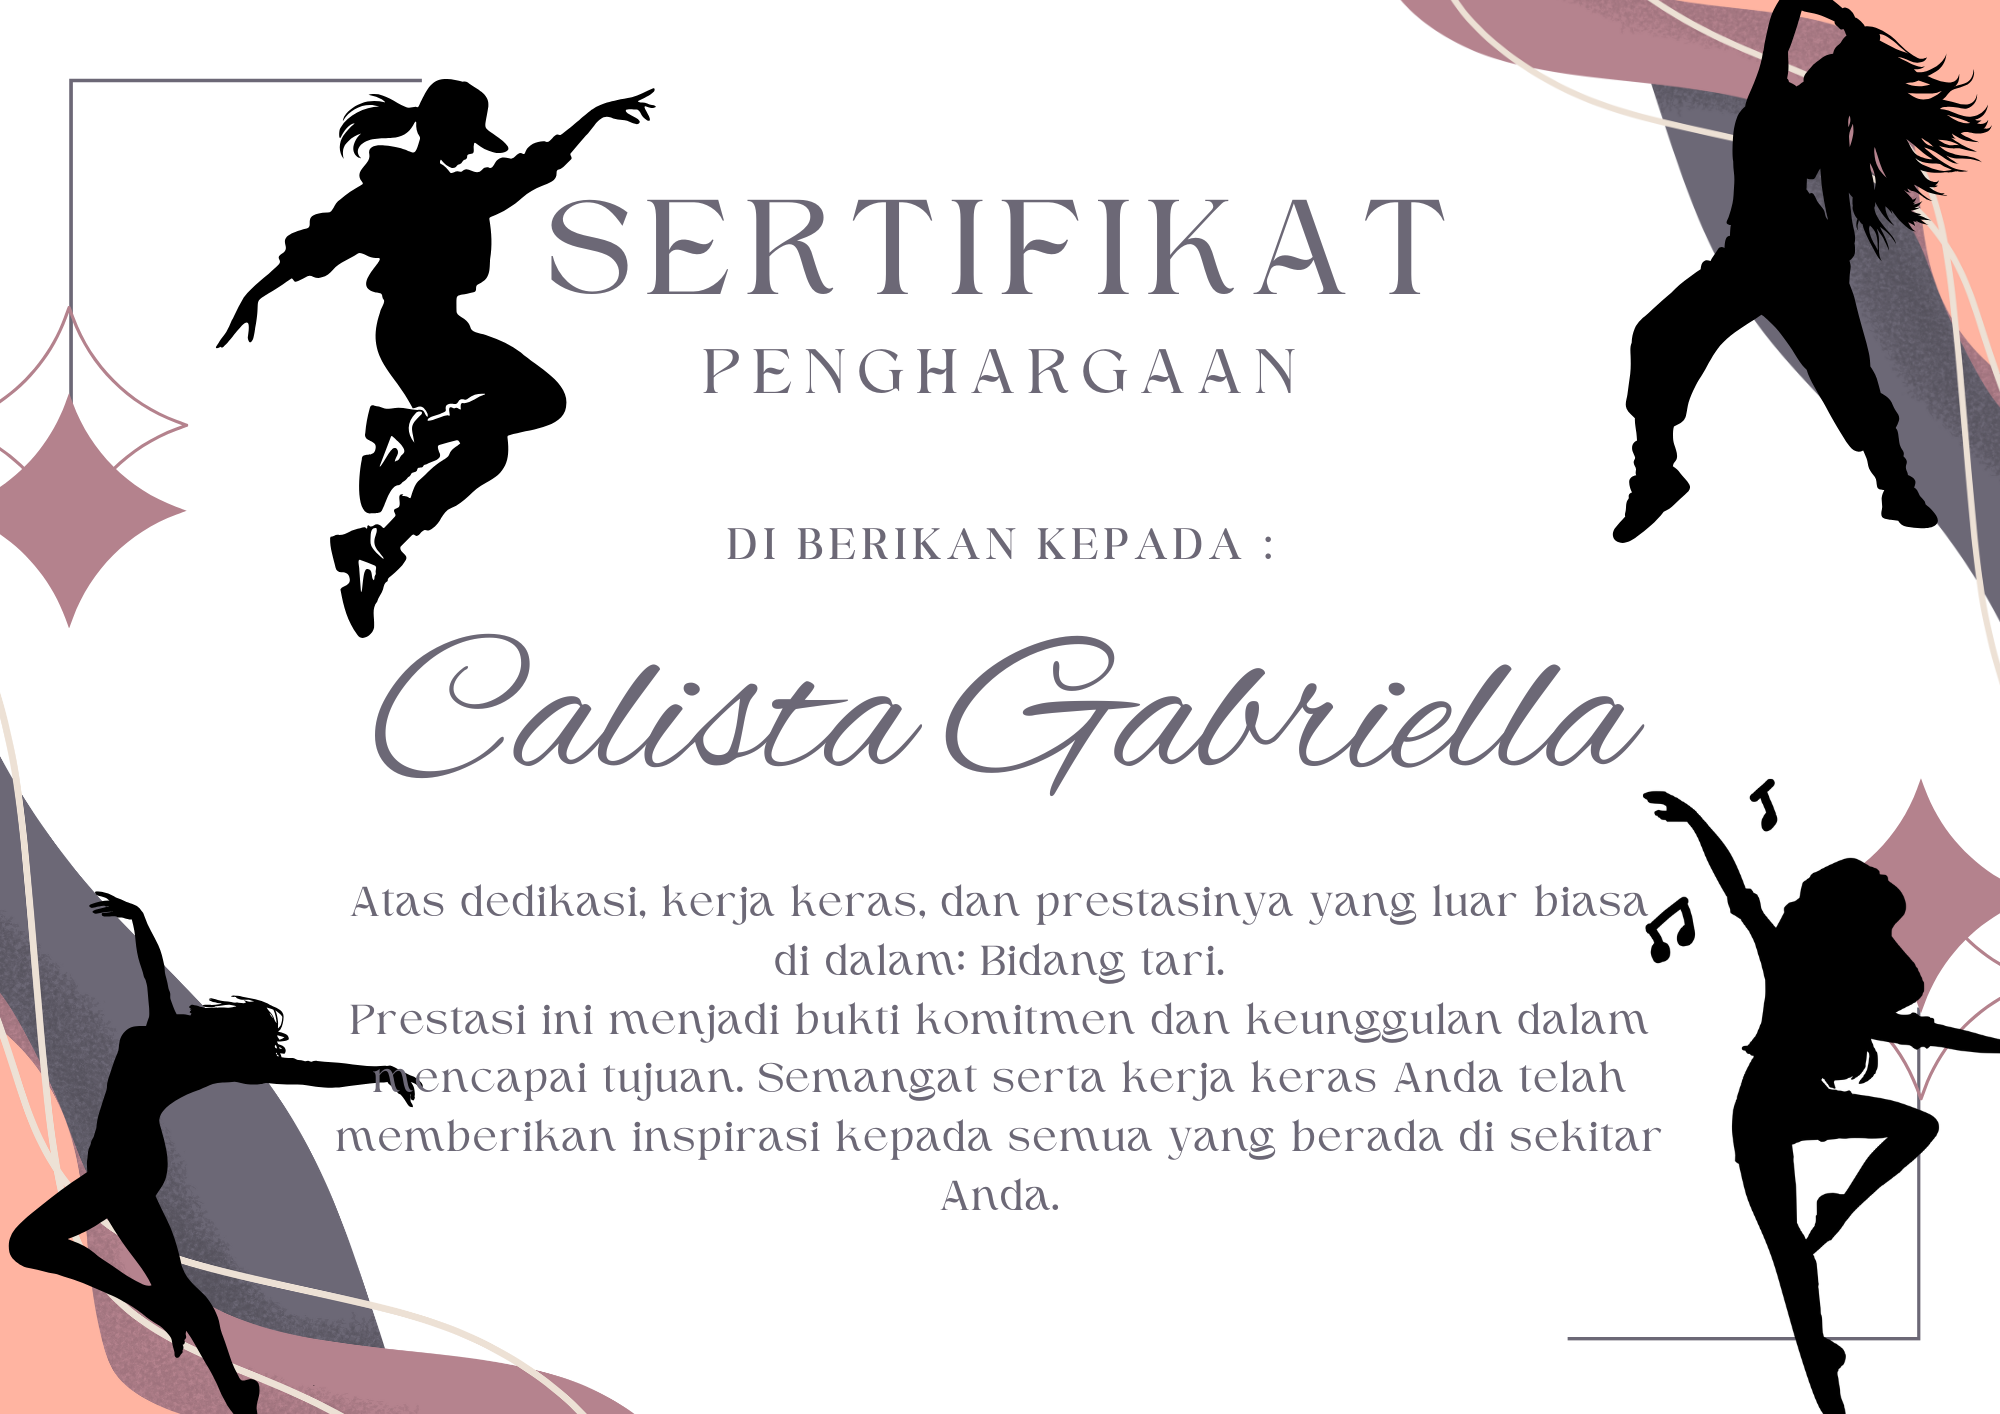 SERTIFIKAT
PENGHARGAAN
DI BERIKAN KEPADA :
Calista Gabriella
Atas dedikasi, kerja keras, dan prestasinya yang luar biasa
di dalam: Bidang tari.
Prestasi ini menjadi bukti komitmen dan keunggulan dalam
mencapai tujuan. Semangat serta kerja keras Anda telah
memberikan inspirasi kepada semua yang berada di sekitar
Anda.